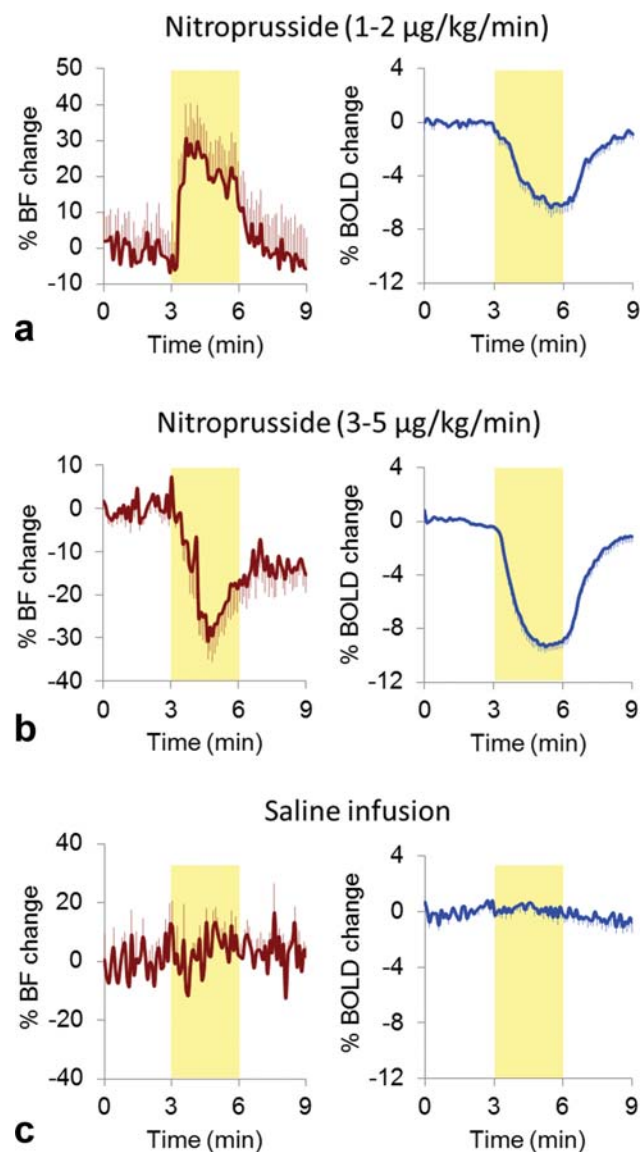 Nitroprusside (1-2 µg/kg/min)
% BF change
50
40
30
20
10
0
-10
0 3 6 9
Time (min)
% BOLD change
4
0
-4
-8
-12
0 3 6 9
Time (min)
a
Nitroprusside (3-5 µg/kg/min)
% BF change
10
0
-10
-20
-30
-40
0 3 6 9
Time (min)
% BOLD change
4
0
-4
-8
-12
0 3 6 9
Time (min)
b
Saline infusion
% BF change
40
20
0
-20
-40
0 3 6 9
Time (min)
% BOLD change
4
0
-4
-8
-12
0 3 6 9
Time (min)
c